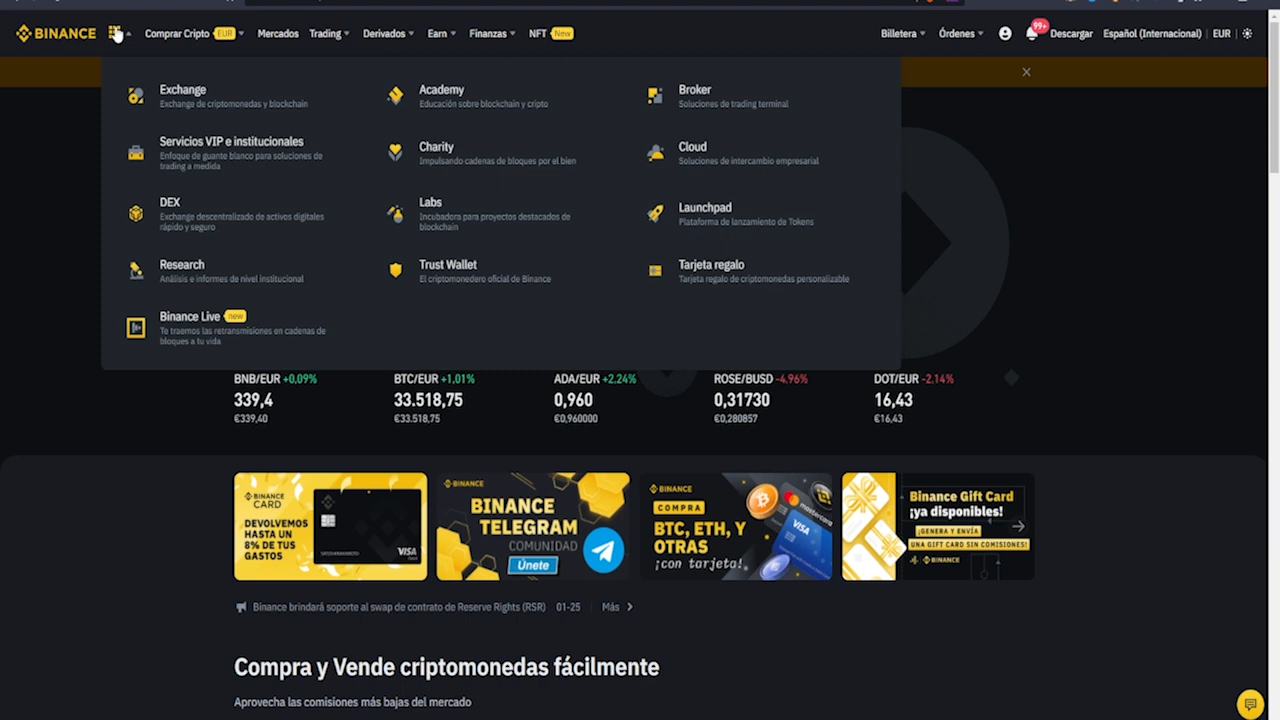 BINANCE
Comprar Cripto EUR
Mercados
Trading
Derivados
Earn
Finanzas
NFT New
Billetera
Órdenes
99+
Descargar
Español (Internacional)
EUR
Exchange
Exchange de criptomonedas y blockchain
Academy
Educación sobre blockchain y cripto
Broker
Soluciones de trading terminal
Servicios VIP e institucionales
Enfoque de guante blanco para soluciones de
trading a medida
Charity
Impulsando cadenas de bloques por el bien
Cloud
Soluciones de intercambio empresarial
DEX
Exchange descentralizado de activos digitales
rápido y seguro
Labs
Incubadora para proyectos destacados de
blockchain
Launchpad
Plataforma de lanzamiento de Tokens
Research
Análisis e informes de nivel institucional
Trust Wallet
El criptomonedero oficial de Binance
Tarjeta regalo
Tarjeta regalo de criptomonedas personalizable
Binance Live new
Te traemos las retransmisiones en cadenas de
bloques a tu vida
BNB/EUR +0,09%
339,4
€339,40
BTC/EUR +1,01%
33.518,75
€33.518,75
ADA/EUR +2,24%
0,960
€0,960000
ROSE/BUSD -4,96%
0,31730
€0,280857
DOT/EUR -2,14%
16,43
€16,43
BINANCE
CARD
DEVOLVEMOS
HASTA UN
8% DE TUS
GASTOS
VISA
BINANCE
BINANCE
TELEGRAM
COMUNIDAD
Únete
BINANCE
COMPRA
BTC, ETH, Y
OTRAS
¡con tarjeta!
mastercard
VISA
Binance Gift Card
¡ya disponibles!
¡GENERA Y ENVÍA
UNA GIFT CARD SIN COMISIONES!
BINANCE
Binance brindará soporte al swap de contrato de Reserve Rights (RSR) 01-25
Más
Compra y Vende criptomonedas fácilmente
Aprovecha las comisiones más bajas del mercado